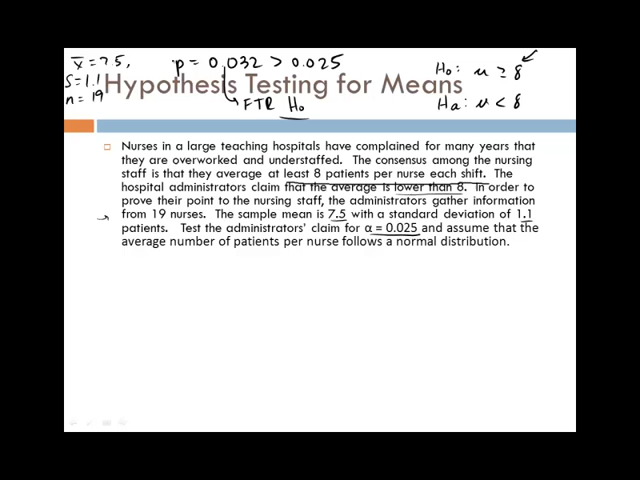 x̄ = 7.5,
S = 1.1
n = 19
p = 0.032 > 0.025
FTR H₀
H₀: μ ≥ 8
Hₐ: μ < 8
Hypothesis Testing for Means
Nurses in a large teaching hospitals have complained for many years that
they are overworked and understaffed. The consensus among the nursing
staff is that they average at least 8 patients per nurse each shift. The
hospital administrators claim that the average is lower than 8. In order to
prove their point to the nursing staff, the administrators gather information
from 19 nurses. The sample mean is 7.5 with a standard deviation of 1.1
patients. Test the administrators' claim for α = 0.025 and assume that the
average number of patients per nurse follows a normal distribution.